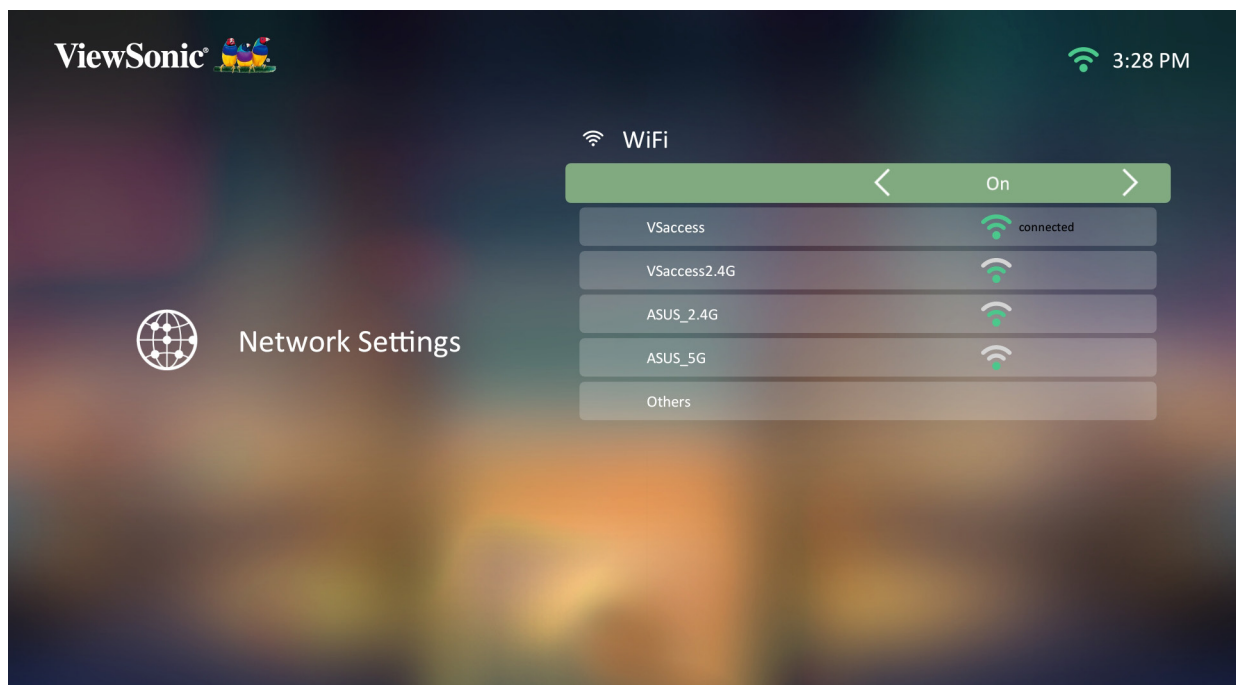 ViewSonic®
3:28 PM
WiFi
On
VSaccess connected
VSaccess2.4G
ASUS_2.4G
Network Settings
ASUS_5G
Others